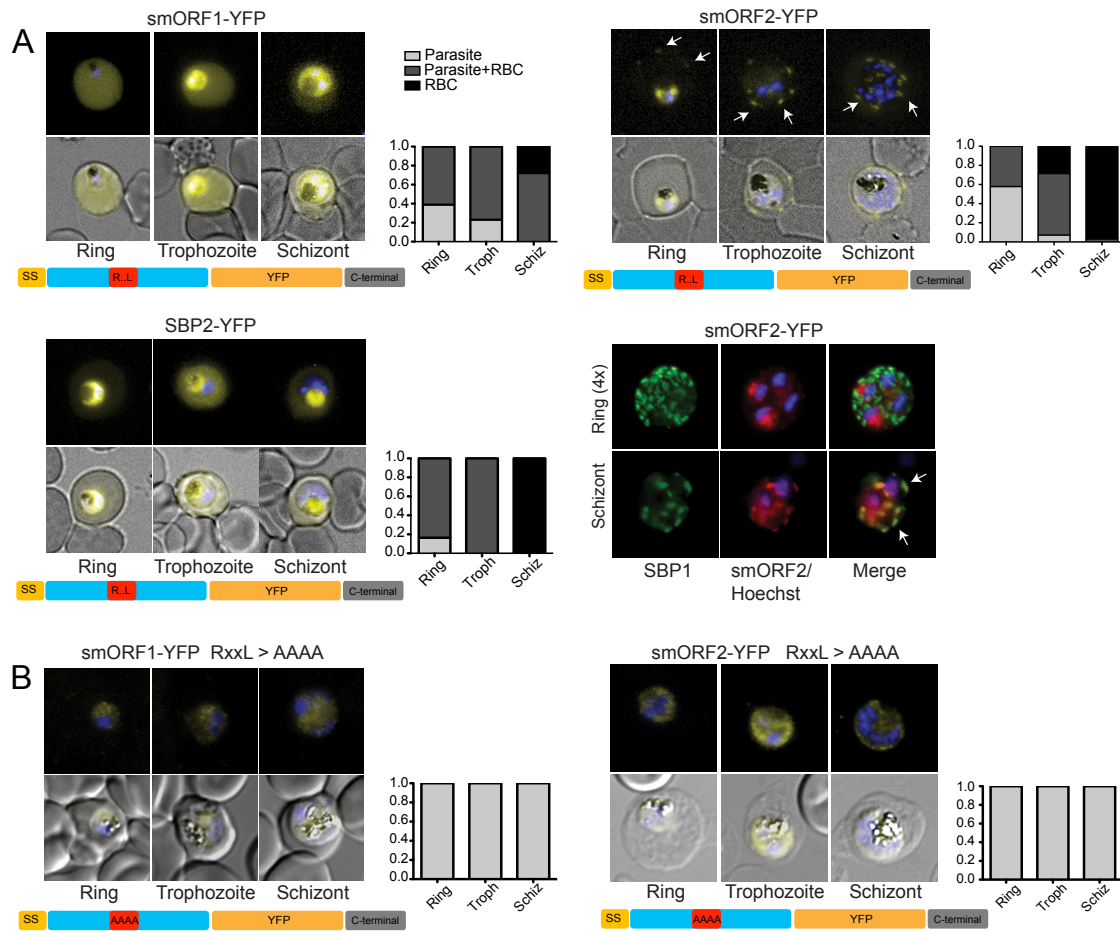 A
smORF1-YFP
Parasite
Parasite+RBC
RBC
1.0
0.8
0.6
0.4
0.2
0.0
Ring Troph Schiz
Ring Trophozoite Schizont
SS R..L YFP C-terminal
smORF2-YFP
1.0
0.8
0.6
0.4
0.2
0.0
Ring Troph Schiz
Ring Trophozoite Schizont
SS R..L YFP C-terminal
SBP2-YFP
1.0
0.8
0.6
0.4
0.2
0.0
Ring Troph Schiz
Ring Trophozoite Schizont
SS R..L YFP C-terminal
smORF2-YFP
Ring (4x)
Schizont
SBP1 smORF2/ Merge
Hoechst
B
smORF1-YFP RxxL > AAAA
1.0
0.8
0.6
0.4
0.2
0.0
Ring Troph Schiz
Ring Trophozoite Schizont
SS AAAA YFP C-terminal
smORF2-YFP RxxL > AAAA
1.0
0.8
0.6
0.4
0.2
0.0
Ring Troph Schiz
Ring Trophozoite Schizont
SS AAAA YFP C-terminal